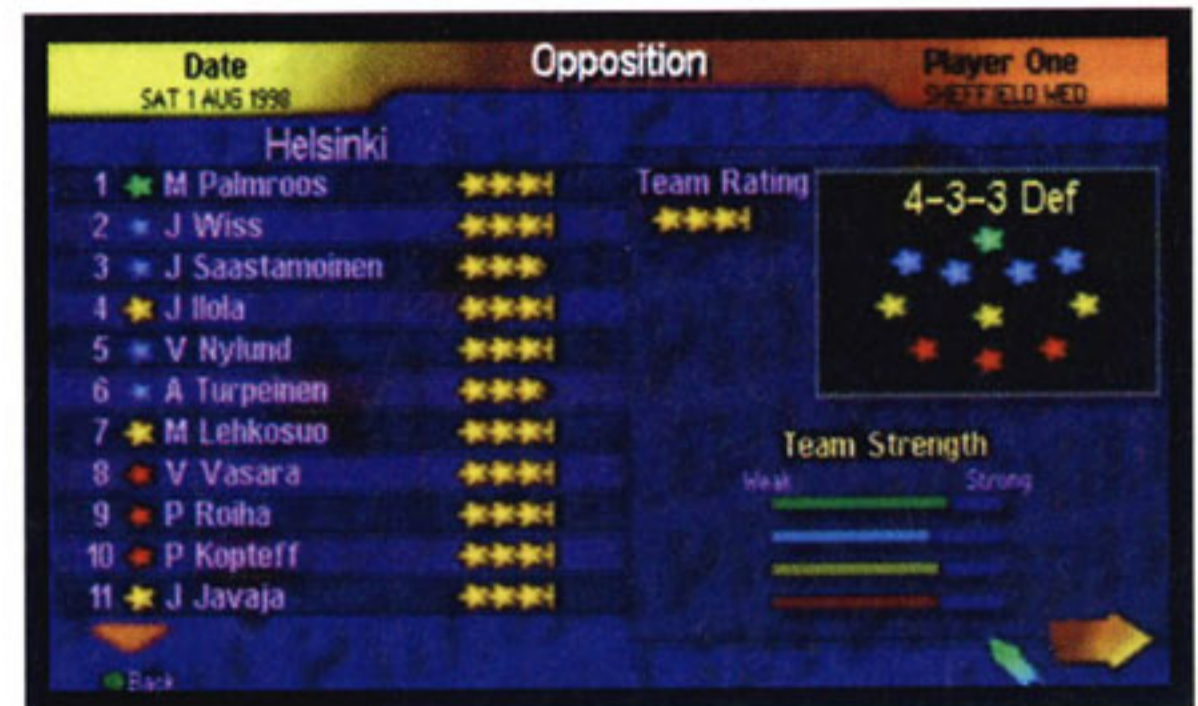 Date
SAT 1 AUG 1998
Opposition
Player One
SHEFFIELD WED
Helsinki
1 M Palmroos
2 J Wiss
3 J Saastamoinen
4 J Ilola
5 V Nylund
6 A Turpeinen
7 M Lehkosuo
8 V Vasara
9 P Roiha
10 P Kopteff
11 J Javaja
Team Rating
4-3-3 Def
Team Strength
Weak Strong
Back